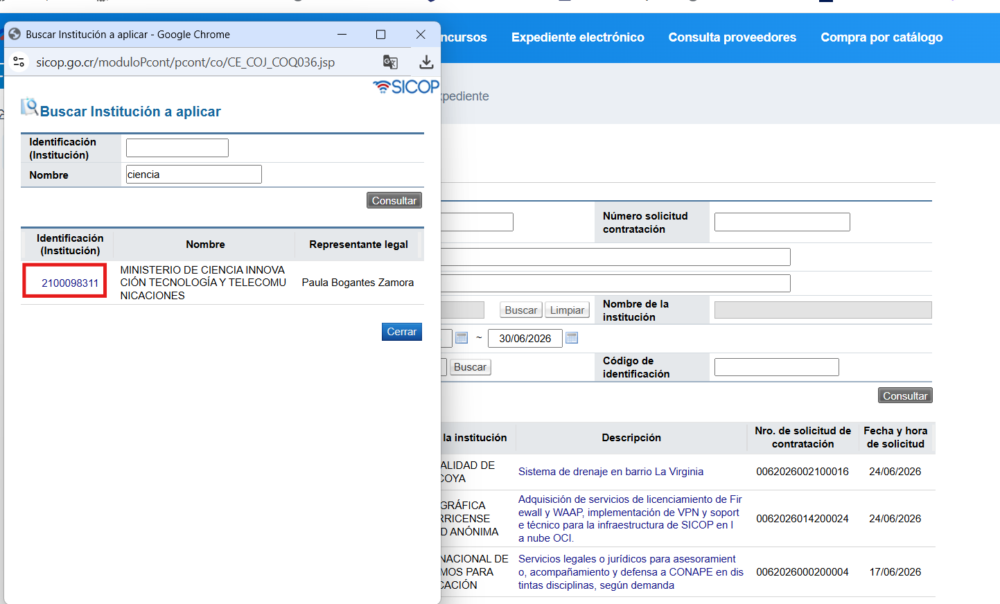 Buscar Institución a aplicar - Google Chrome
sicop.go.cr/moduloPcont/pcont/co/CE_COJ_COQ036.jsp
SICOP
Buscar Institución a aplicar
Identificación
(Institución)
Nombre
ciencia
Consultar
Identificación
(Institución)
Nombre
Representante legal
2100098311
MINISTERIO DE CIENCIA INNOVA
CIÓN TECNOLOGÍA Y TELECOMU
NICACIONES
Paula Bogantes Zamora
Cerrar
ncursos
Expediente electrónico
Consulta proveedores
Compra por catálogo
xpediente
Número solicitud
contratación
Buscar
Limpiar
Nombre de la
institución
~
30/06/2026
Buscar
Código de
identificación
Consultar
la institución
Descripción
Nro. de solicitud de
contratación
Fecha y hora
de solicitud
ALIDAD DE
COYA
Sistema de drenaje en barrio La Virginia
0062026002100016
24/06/2026
GRÁFICA
RRICENSE
D ANÓNIMA
Adquisición de servicios de licenciamiento de Fir
ewall y WAAP, implementación de VPN y soport
e técnico para la infraestructura de SICOP en l
a nube OCI.
0062026014200024
24/06/2026
NACIONAL DE
MOS PARA
CACIÓN
Servicios legales o jurídicos para asesoramient
o, acompañamiento y defensa a CONAPE en dis
tintas disciplinas, según demanda
0062026000200004
17/06/2026